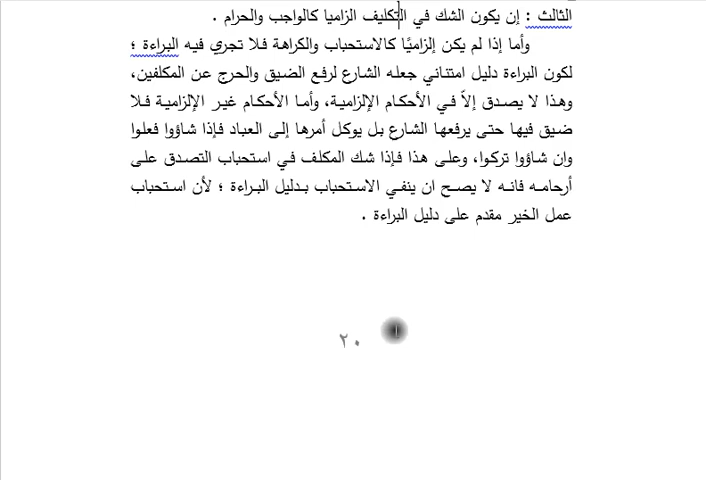 الثالث : إن يكون الشك في التكليف الزاميا كالواجب والحرام .
وأما إذا لم يكن إلزاميًا كالاستحباب والكراهة فلا تجري فيه البراءة ؛
لكون البراءة دليل امتناني جعله الشارع لرفع الضيق والحرج عن المكلفين،
وهذا لا يصدق إلاّ في الأحكام الإلزامية، وأما الأحكام غير الإلزامية فلا
ضيق فيها حتى يرفعها الشارع بل يوكل أمرها إلى العباد فإذا شاؤوا فعلوا
وان شاؤوا تركوا، وعلى هذا فإذا شك المكلف في استحباب التصدق على
أرحامه فانه لا يصح ان ينفي الاستحباب بدليل البراءة ؛ لأن استحباب
عمل الخير مقدم على دليل البراءة .
٢٠